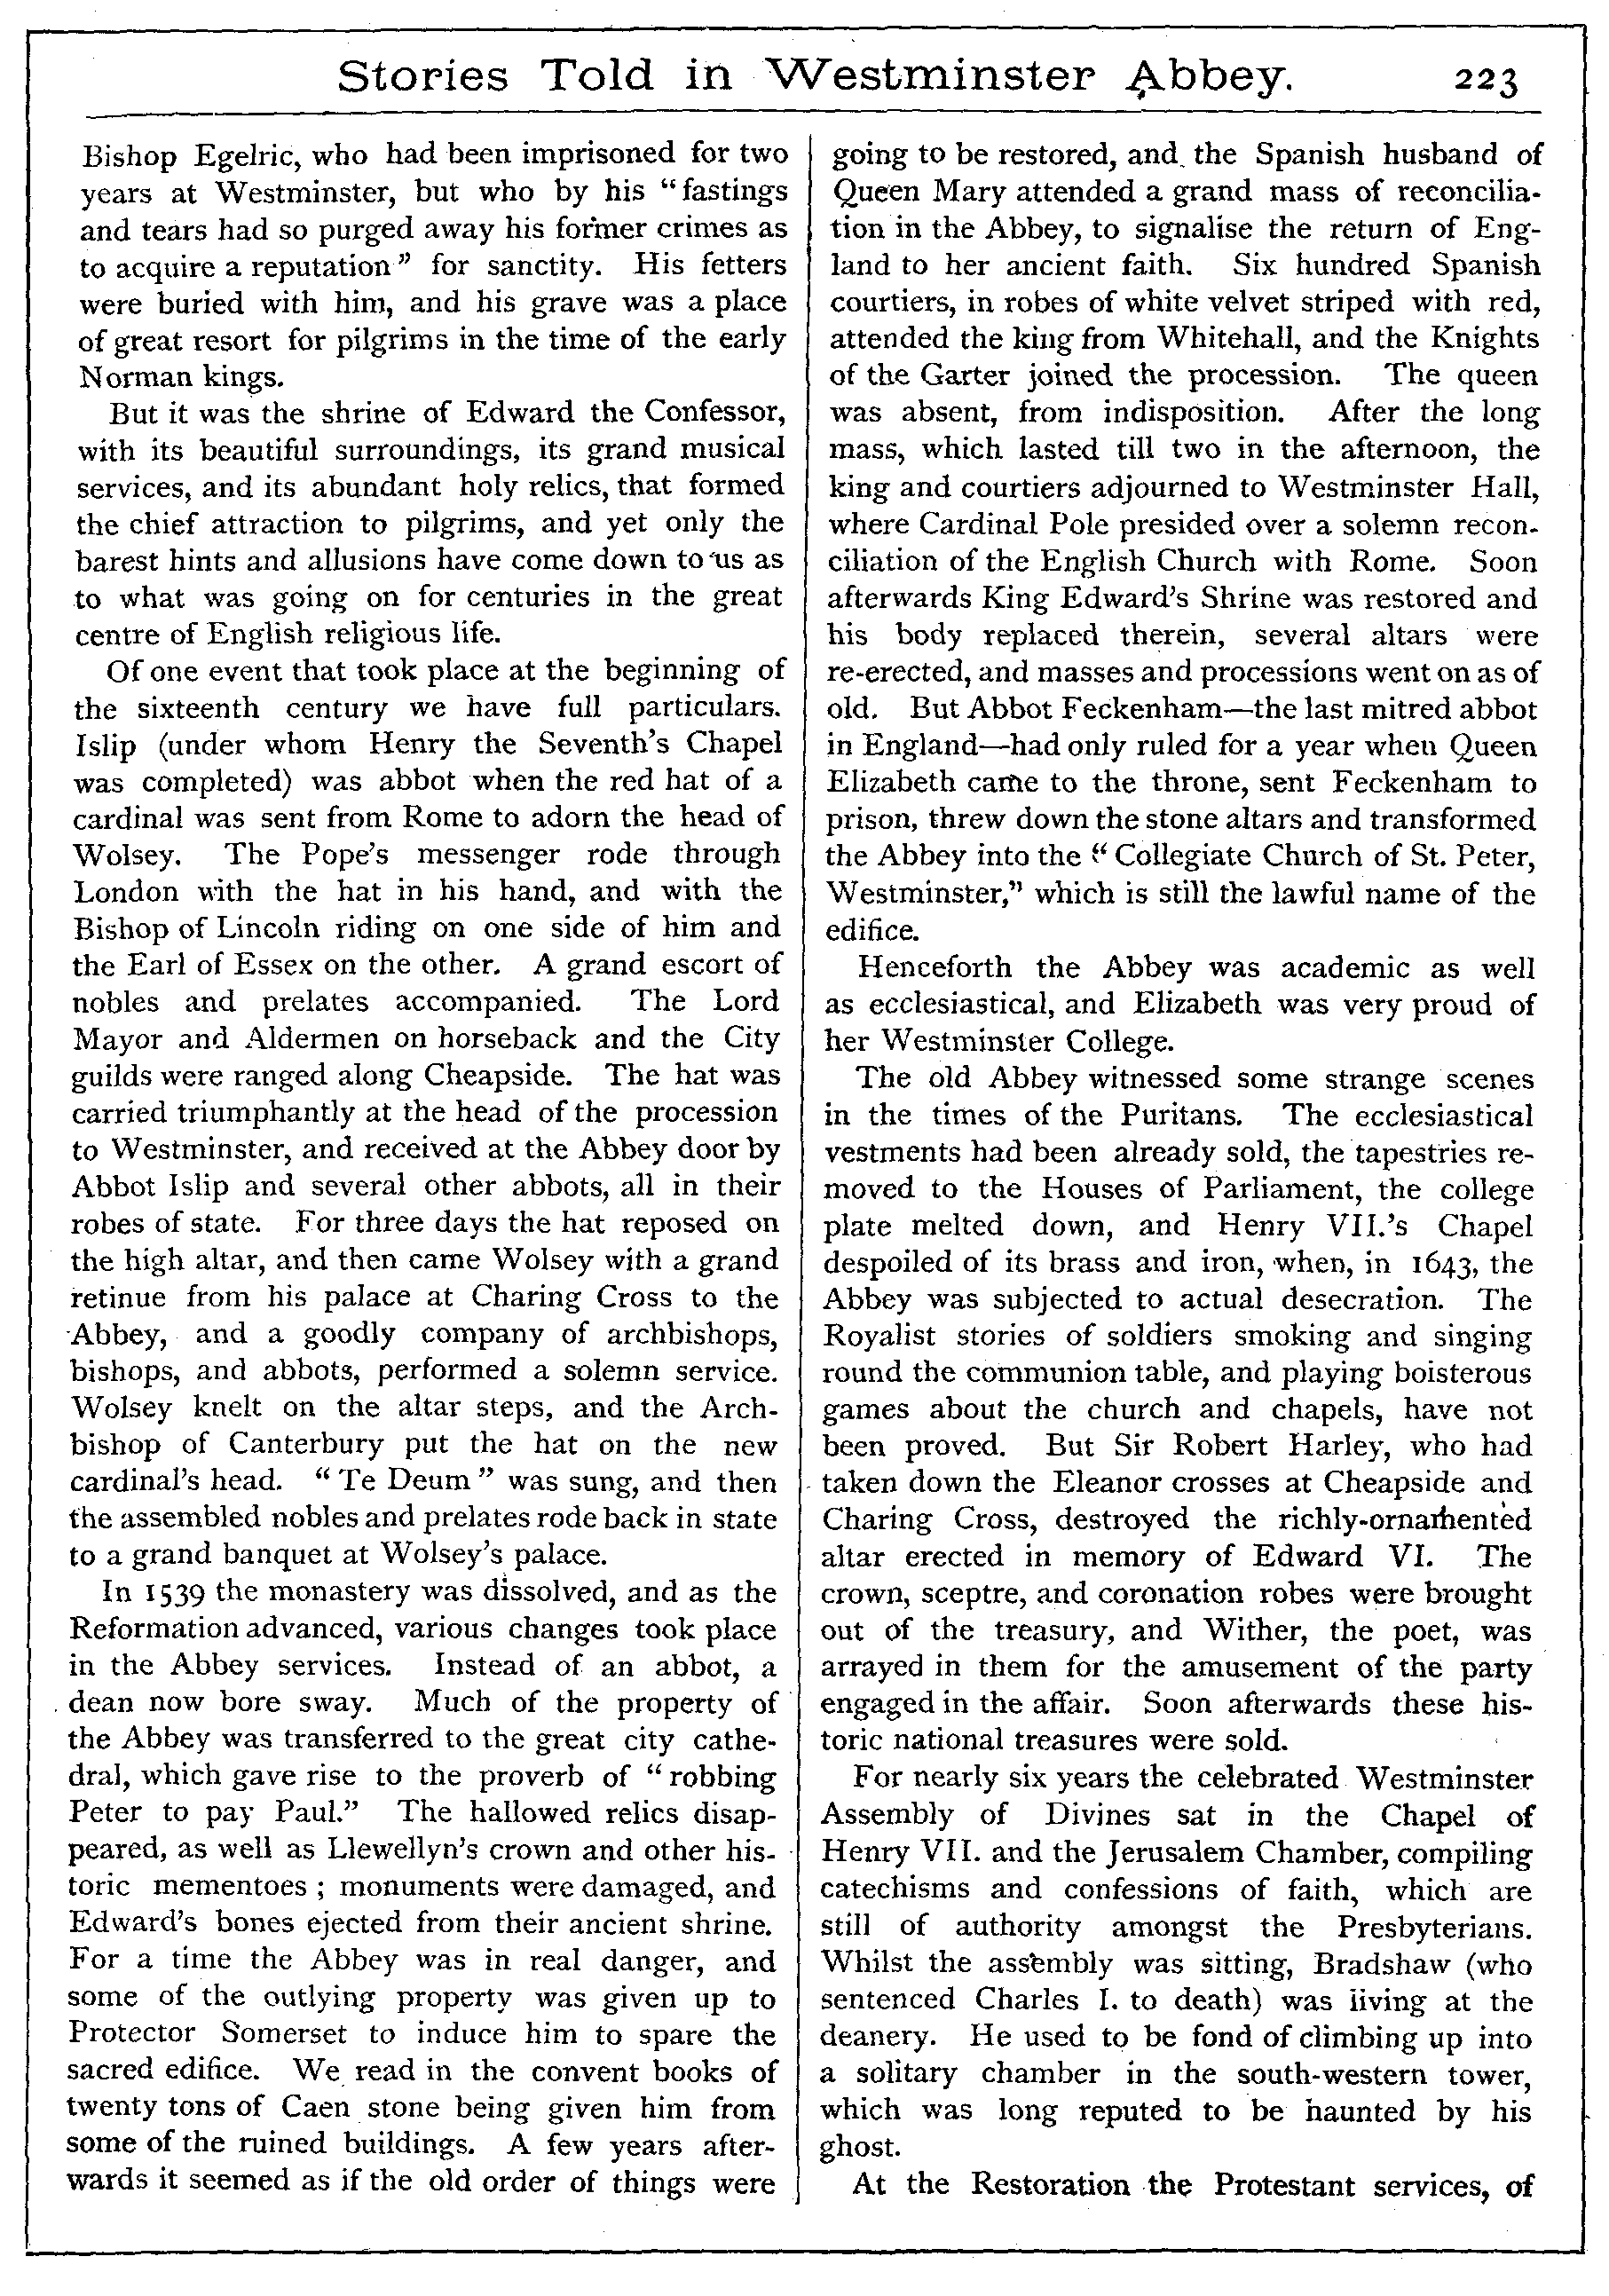 Stories Told in Westminster Abbey. 223
Bishop Egelric, who had been imprisoned for two
years at Westminster, but who by his “fastings
and tears had so purged away his former crimes as
to acquire a reputation” for sanctity. His fetters
were buried with him, and his grave was a place
of great resort for pilgrims in the time of the early
Norman kings.
But it was the shrine of Edward the Confessor,
with its beautiful surroundings, its grand musical
services, and its abundant holy relics, that formed
the chief attraction to pilgrims, and yet only the
barest hints and allusions have come down to us as
to what was going on for centuries in the great
centre of English religious life.
Of one event that took place at the beginning of
the sixteenth century we have full particulars.
Islip (under whom Henry the Seventh’s Chapel
was completed) was abbot when the red hat of a
cardinal was sent from Rome to adorn the head of
Wolsey. The Pope’s messenger rode through
London with the hat in his hand, and with the
Bishop of Lincoln riding on one side of him and
the Earl of Essex on the other. A grand escort of
nobles and prelates accompanied. The Lord
Mayor and Aldermen on horseback and the City
guilds were ranged along Cheapside. The hat was
carried triumphantly at the head of the procession
to Westminster, and received at the Abbey door by
Abbot Islip and several other abbots, all in their
robes of state. For three days the hat reposed on
the high altar, and then came Wolsey with a grand
retinue from his palace at Charing Cross to the
Abbey, and a goodly company of archbishops,
bishops, and abbots, performed a solemn service.
Wolsey knelt on the altar steps, and the Arch-
bishop of Canterbury put the hat on the new
cardinal’s head. “Te Deum” was sung, and then
the assembled nobles and prelates rode back in state
to a grand banquet at Wolsey’s palace.
In 1539 the monastery was dissolved, and as the
Reformation advanced, various changes took place
in the Abbey services. Instead of an abbot, a
dean now bore sway. Much of the property of
the Abbey was transferred to the great city cathe-
dral, which gave rise to the proverb of “robbing
Peter to pay Paul.” The hallowed relics disap-
peared, as well as Llewellyn’s crown and other his-
toric mementoes ; monuments were damaged, and
Edward’s bones ejected from their ancient shrine.
For a time the Abbey was in real danger, and
some of the outlying property was given up to
Protector Somerset to induce him to spare the
sacred edifice. We read in the convent books of
twenty tons of Caen stone being given him from
some of the ruined buildings. A few years after-
wards it seemed as if the old order of things were
going to be restored, and the Spanish husband of
Queen Mary attended a grand mass of reconcilia-
tion in the Abbey, to signalise the return of Eng-
land to her ancient faith. Six hundred Spanish
courtiers, in robes of white velvet striped with red,
attended the king from Whitehall, and the Knights
of the Garter joined the procession. The queen
was absent, from indisposition. After the long
mass, which lasted till two in the afternoon, the
king and courtiers adjourned to Westminster Hall,
where Cardinal Pole presided over a solemn recon-
ciliation of the English Church with Rome. Soon
afterwards King Edward’s Shrine was restored and
his body replaced therein, several altars were
re-erected, and masses and processions went on as of
old. But Abbot Feckenham—the last mitred abbot
in England—had only ruled for a year when Queen
Elizabeth came to the throne, sent Feckenham to
prison, threw down the stone altars and transformed
the Abbey into the “Collegiate Church of St. Peter,
Westminster,” which is still the lawful name of the
edifice.
Henceforth the Abbey was academic as well
as ecclesiastical, and Elizabeth was very proud of
her Westminster College.
The old Abbey witnessed some strange scenes
in the times of the Puritans. The ecclesiastical
vestments had been already sold, the tapestries re-
moved to the Houses of Parliament, the college
plate melted down, and Henry VII.’s Chapel
despoiled of its brass and iron, when, in 1643, the
Abbey was subjected to actual desecration. The
Royalist stories of soldiers smoking and singing
round the communion table, and playing boisterous
games about the church and chapels, have not
been proved. But Sir Robert Harley, who had
taken down the Eleanor crosses at Cheapside and
Charing Cross, destroyed the richly-ornamented
altar erected in memory of Edward VI. The
crown, sceptre, and coronation robes were brought
out of the treasury, and Wither, the poet, was
arrayed in them for the amusement of the party
engaged in the affair. Soon afterwards these his-
toric national treasures were sold.
For nearly six years the celebrated Westminster
Assembly of Divines sat in the Chapel of
Henry VII. and the Jerusalem Chamber, compiling
catechisms and confessions of faith, which are
still of authority amongst the Presbyterians.
Whilst the assembly was sitting, Bradshaw (who
sentenced Charles I. to death) was living at the
deanery. He used to be fond of climbing up into
a solitary chamber in the south-western tower,
which was long reputed to be haunted by his
ghost.
At the Restoration the Protestant services, of